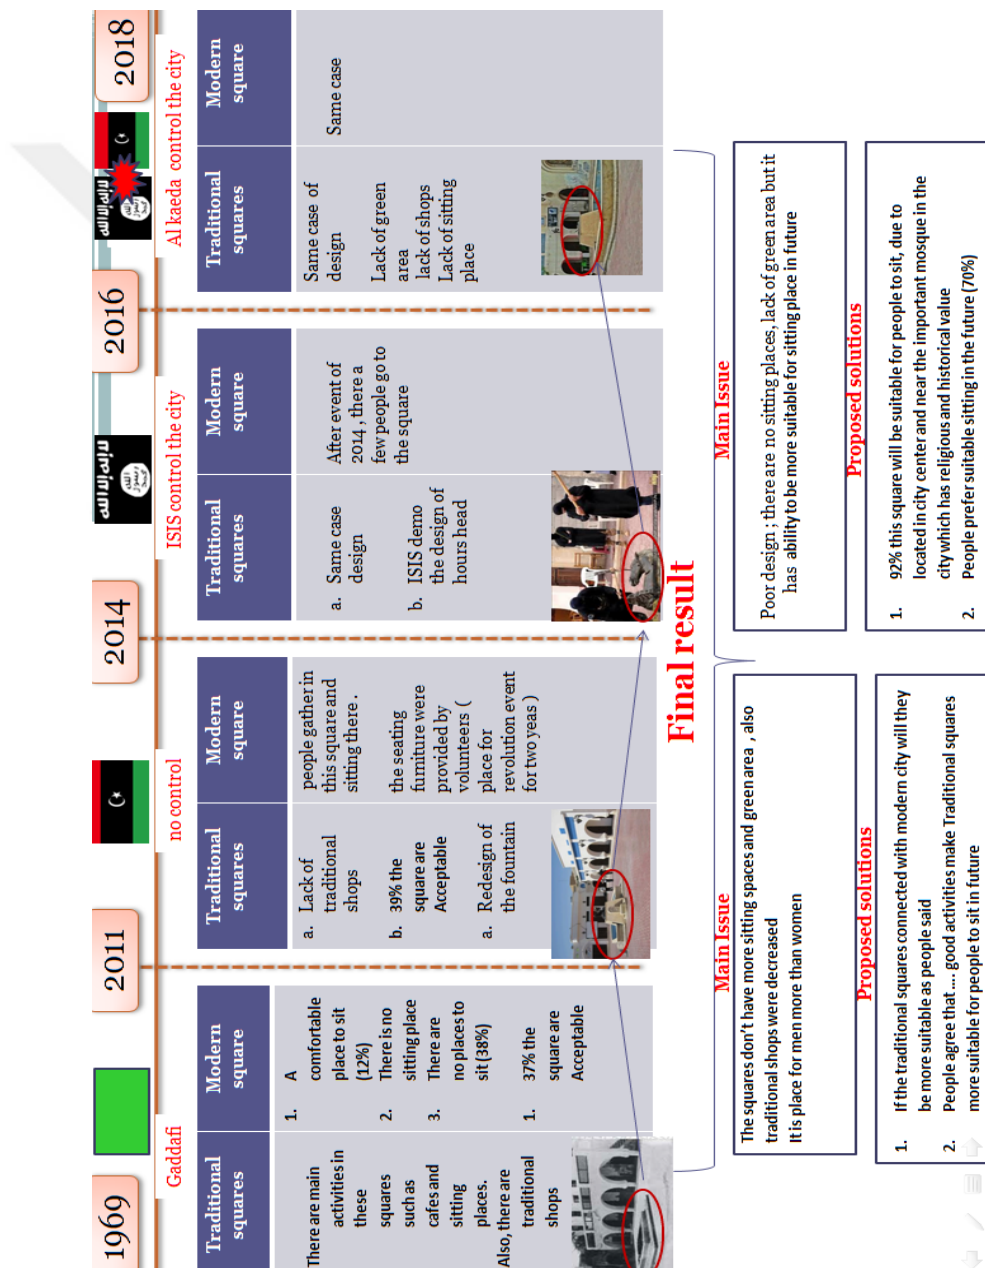 1969
2011
2014
2016
2018
Gaddafi
no control
ISIS control the city
Al kaeda control the city
Traditional
squares
Modern
square
There are main
activities in
these
squares
such as
cafes and
sitting
places.
Also, there are
traditional
shops
1. A
comfortable
place to sit
(12%)
2. There is no
sitting place
3. There are
no places to
sit (38%)
1. 37% the
square are
Acceptable
Traditional
squares
Modern
square
a. Lack of
traditional
shops
b. 39% the
square are
Acceptable
a. Redesign of
the fountain
people gather in
this square and
sitting there .
the seating
furniture were
provided by
volunteers (
place for
revolution event
for two yeas )
Traditional
squares
Modern
square
a. Same case
design
b. ISIS demo
the design of
hours head
After event of
2014 , there a
few people go to
the square
Traditional
squares
Modern
square
Same case of
design
Lack of green
area
lack of shops
Lack of sitting
place
Same case
Final result
Main Issue
The squares don't have more sitting spaces and green area , also
traditional shops were decreased
It is place for men more than women
Proposed solutions
1. If the traditional squares connected with modern city will they
be more suitable as people said
2. People agree that .... good activities make Traditional squares
more suitable for people to sit in future
Main Issue
Poor design ; there are no sitting places, lack of green area but it
has ability to be more suitable for sitting place in future
Proposed solutions
1. 92% this square will be suitable for people to sit, due to
located in city center and near the important mosque in the
city which has religious and historical value
2. People prefer suitable sitting in the future (70%)